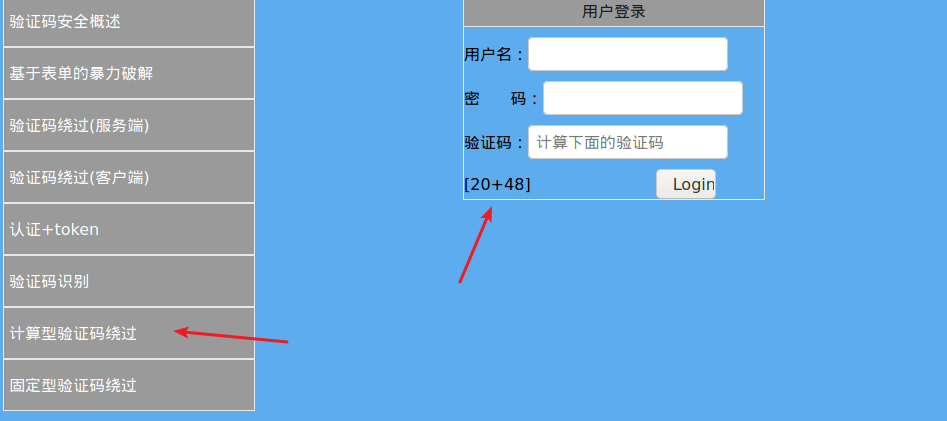 验证码安全概述
基于表单的暴力破解
验证码绕过(服务端)
验证码绕过(客户端)
认证+token
验证码识别
计算型验证码绕过
固定型验证码绕过
用户登录
用户名：
密　　码：
验证码：计算下面的验证码
[20+48] Login